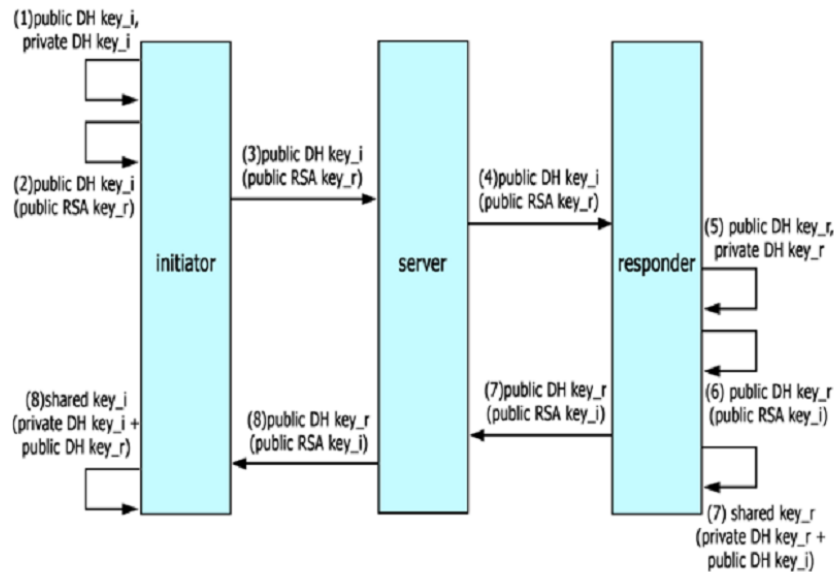 (1)public DH key_i,
private DH key_i
(2)public DH key_i
(public RSA key_r)
(3)public DH key_i
(public RSA key_r)
(4)public DH key_i
(public RSA key_r)
(5) public DH key_r,
private DH key_r
initiator
server
responder
(6) public DH key_r
(public RSA key_i)
(7)public DH key_r
(public RSA key_i)
(8)public DH key_r
(public RSA key_i)
(8)shared key_i
(private DH key_i +
public DH key_r)
(7) shared key_r
(private DH key_r +
public DH key_i)